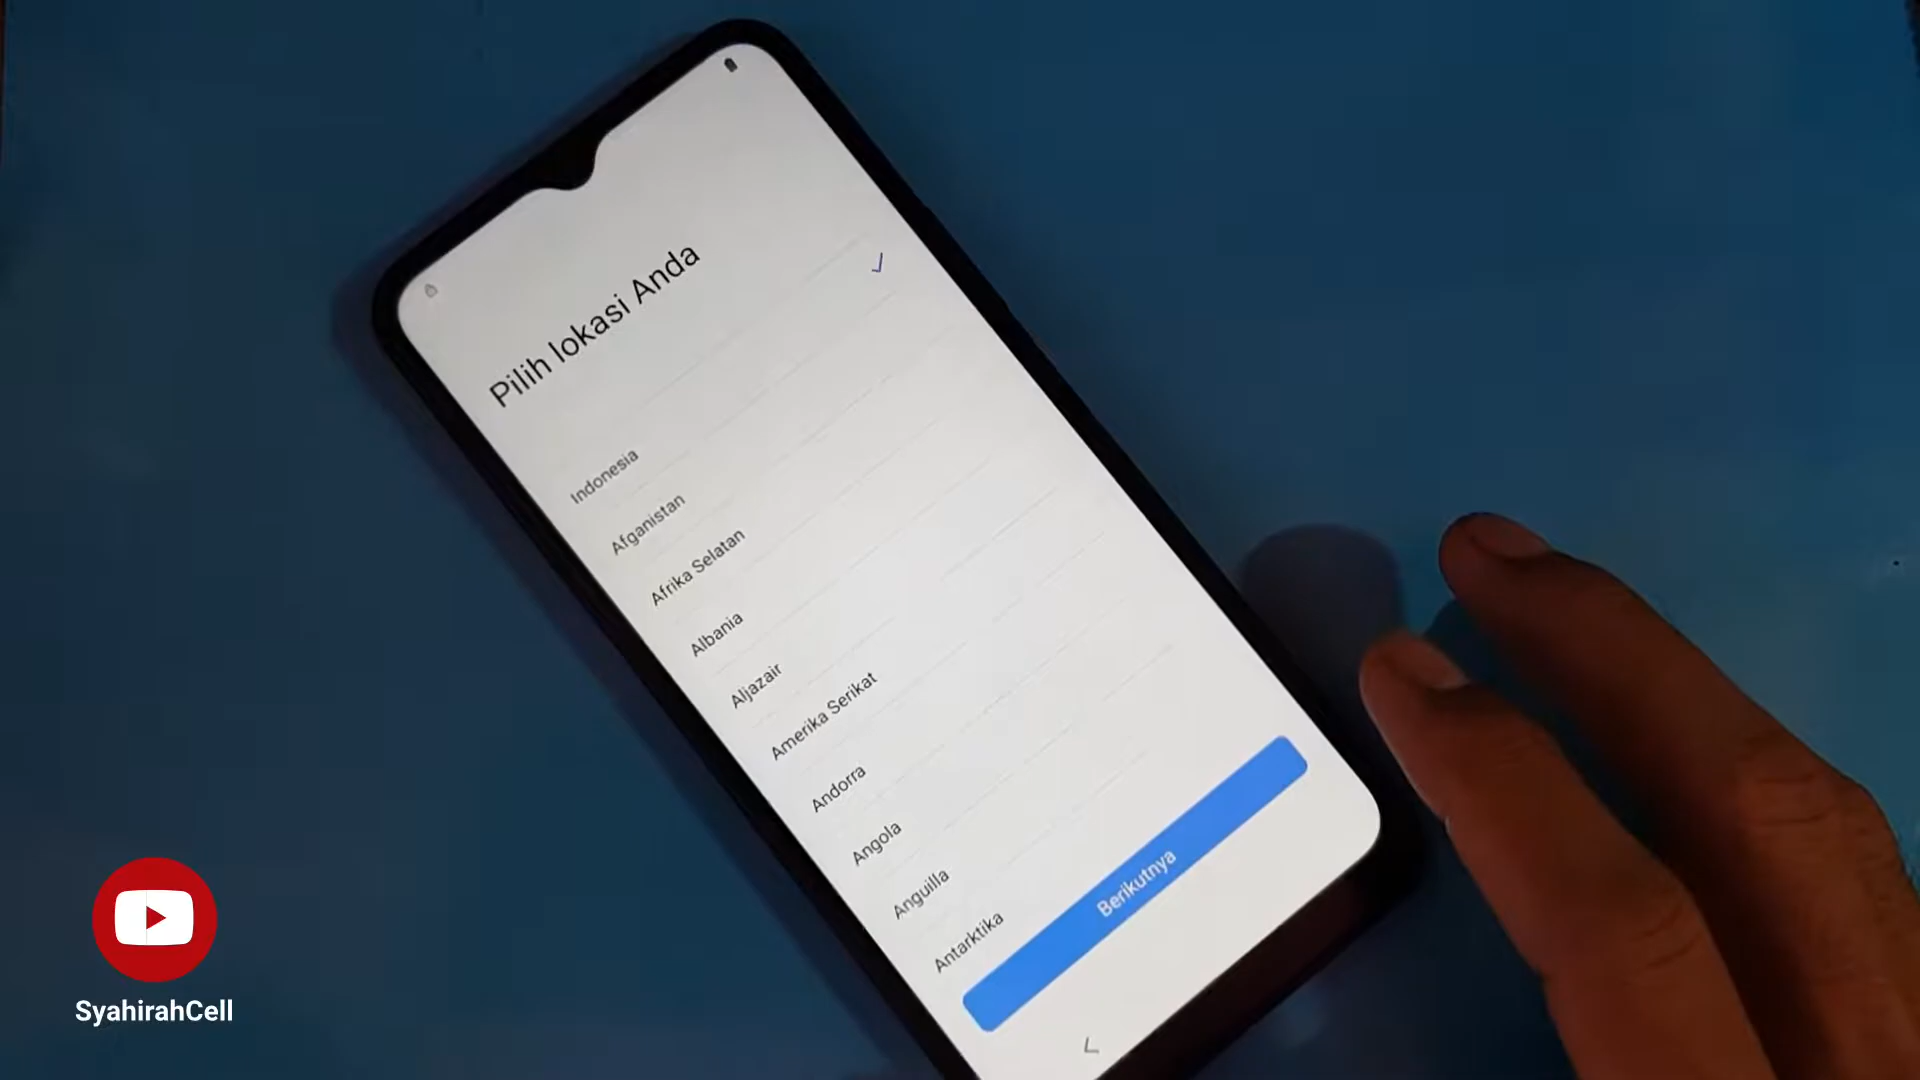 Pilih lokasi Anda
Indonesia
Afganistan
Afrika Selatan
Albania
Aljazair
Amerika Serikat
Andorra
Angola
Anguilla
Antarktika
Berikutnya
SyahirahCell